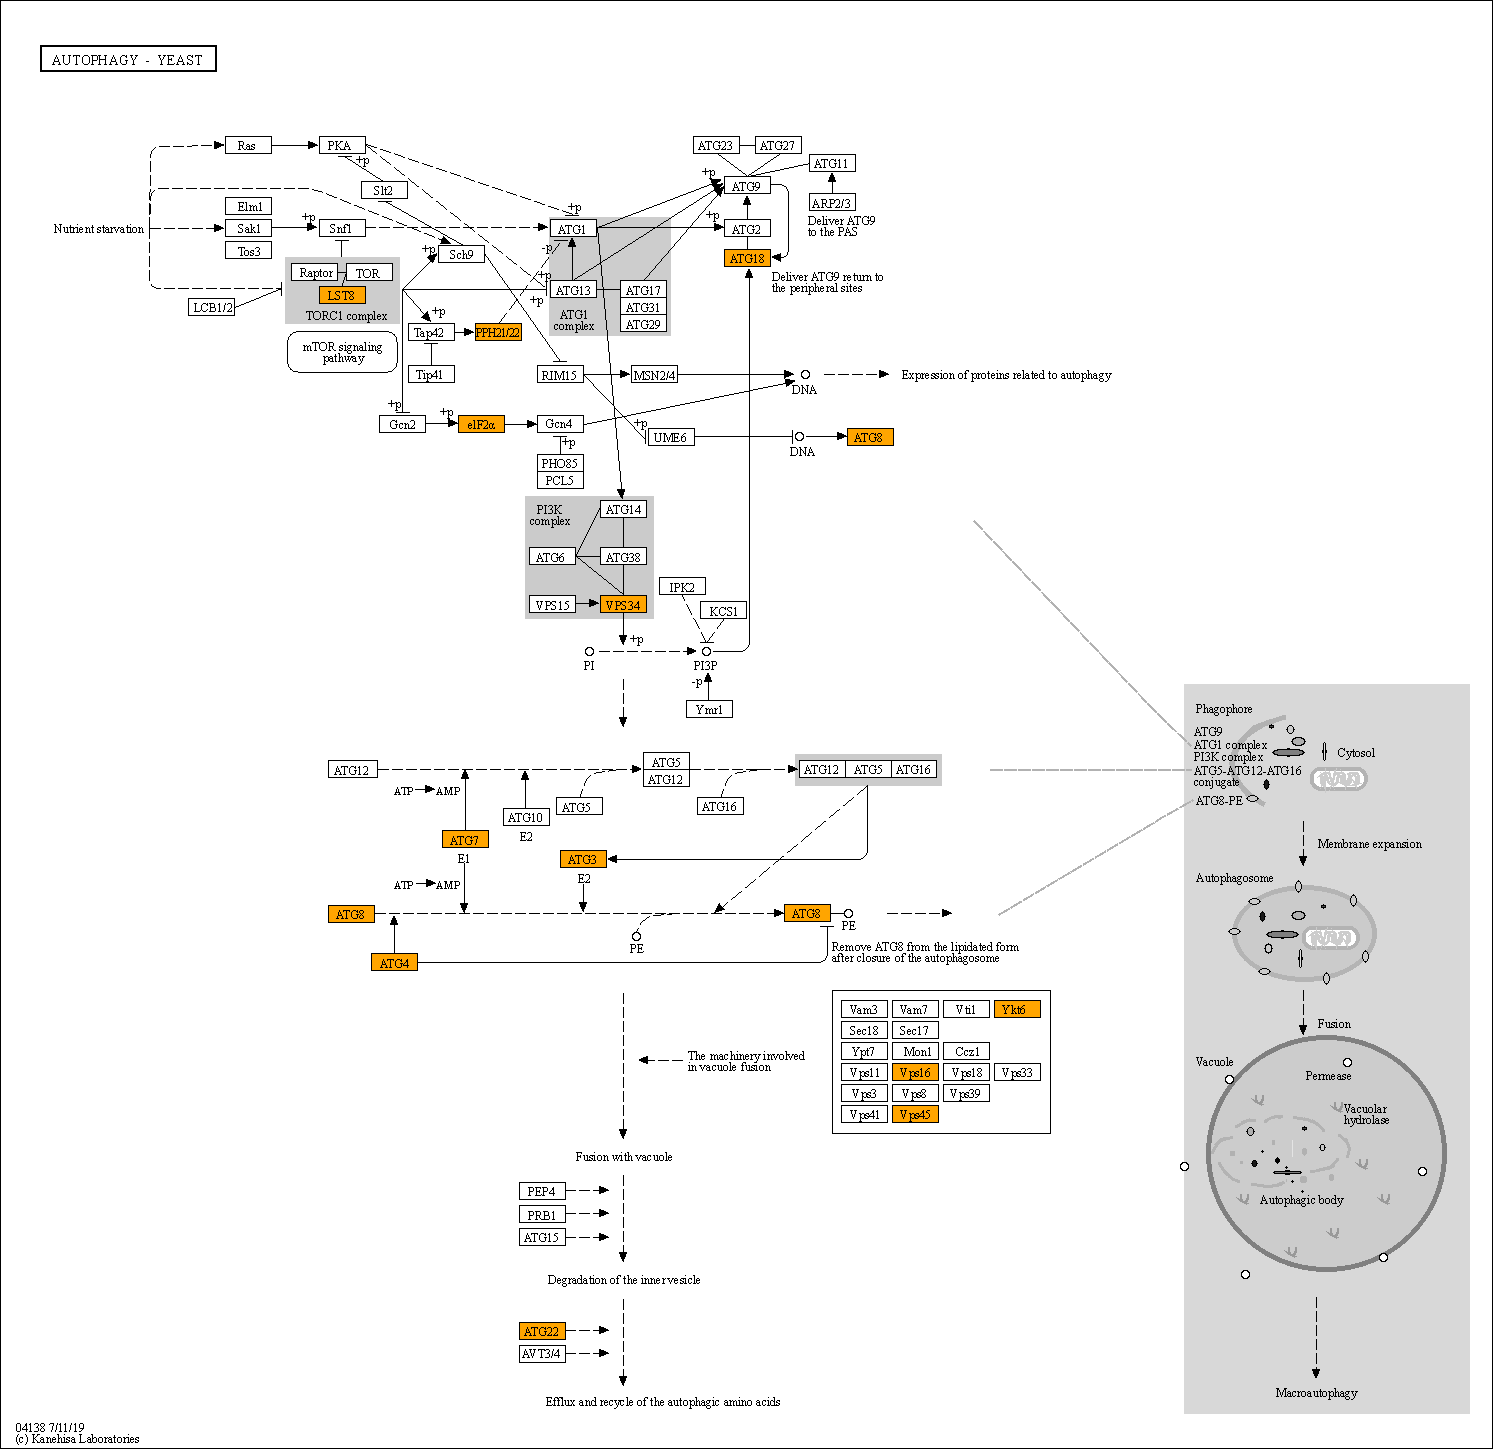 AUTOPHAGY - YEAST
Ras
PKA
+p
Slt2
ATG23
ATG27
ATG11
+p
ATG9
ARP2/3
Deliver ATG9
to the PAS
Elm1
Nutrient starvation
Sak1
+p
Snf1
Tos3
+p
ATG1
-p
+p
ATG2
ATG18
Deliver ATG9 return to
the peripheral sites
+p
Sch9
Raptor
TOR
LST8
TORC1 complex
LCB1/2
mTOR signaling
pathway
+p
+p
ATG13
ATG17
ATG31
ATG29
ATG1
complex
+p
Tap42
PPH21/22
Tip41
RIM15
MSN2/4
DNA
Expression of proteins related to autophagy
+p
Gcn2
+p
eIF2α
Gcn4
+p
PHO85
PCL5
+p
UME6
DNA
ATG8
PI3K
complex
ATG14
ATG6
ATG38
VPS15
VPS34
IPK2
KCS1
+p
PI
PI3P
-p
Ymr1
ATG12
ATP
AMP
ATG10
E2
ATG5
ATG5
ATG12
ATG16
ATG12
ATG5
ATG16
ATG7
E1
ATG3
E2
ATP
AMP
ATG8
PE
ATG8
PE
ATG4
Remove ATG8 from the lipidated form
after closure of the autophagosome
The machinery involved
in vacuole fusion
Vam3
Vam7
Vti1
Ykt6
Sec18
Sec17
Ypt7
Mon1
Ccz1
Vps11
Vps16
Vps18
Vps33
Vps3
Vps8
Vps39
Vps41
Vps45
Fusion with vacuole
PEP4
PRB1
ATG15
Degradation of the inner vesicle
ATG22
AVT3/4
Efflux and recycle of the autophagic amino acids
Phagophore
ATG9
ATG1 complex
PI3K complex
ATG5-ATG12-ATG16
conjugate
ATG8-PE
Cytosol
Membrane expansion
Autophagosome
Fusion
Vacuole
Permease
Vacuolar
hydrolase
Autophagic body
Macroautophagy
04138 7/11/19
(c) Kanehisa Laboratories